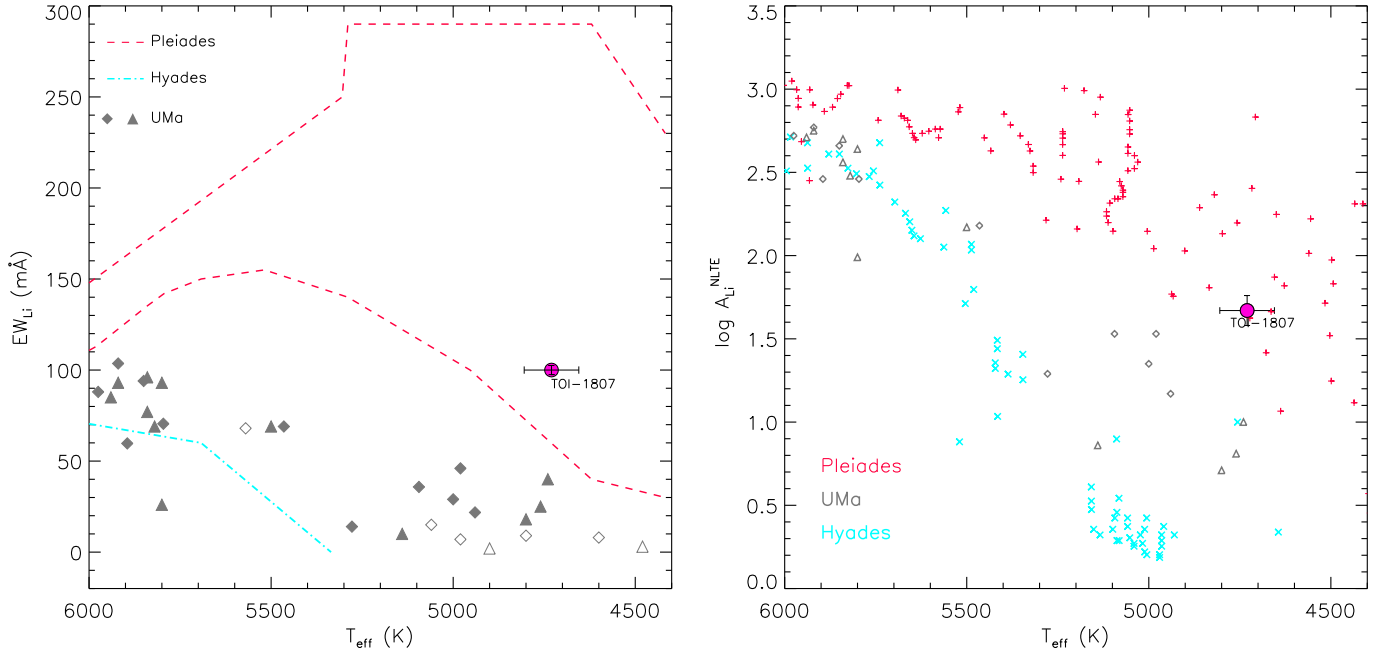 Pleiades
Hyades
UMa
300
250
200
150
100
50
0
EW_Li (mÅ)
TOI-1807
6000 5500 5000 4500
T_eff (K)
3.5
3.0
2.5
2.0
1.5
1.0
0.5
0.0
log A_Li^NLTE
TOI-1807
Pleiades
UMa
Hyades
6000 5500 5000 4500
T_eff (K)